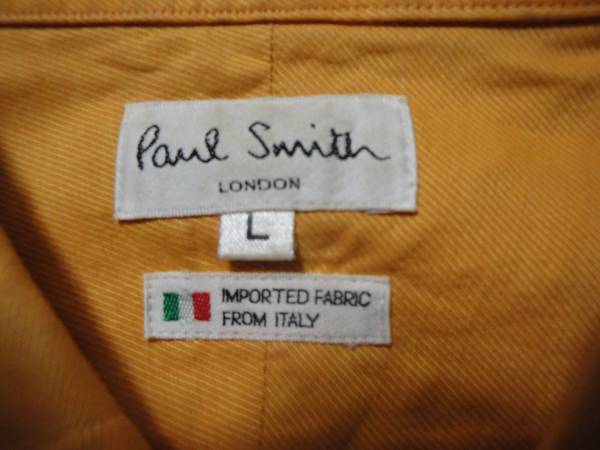 Paul Smith
LONDON
L
IMPORTED FABRIC
FROM ITALY